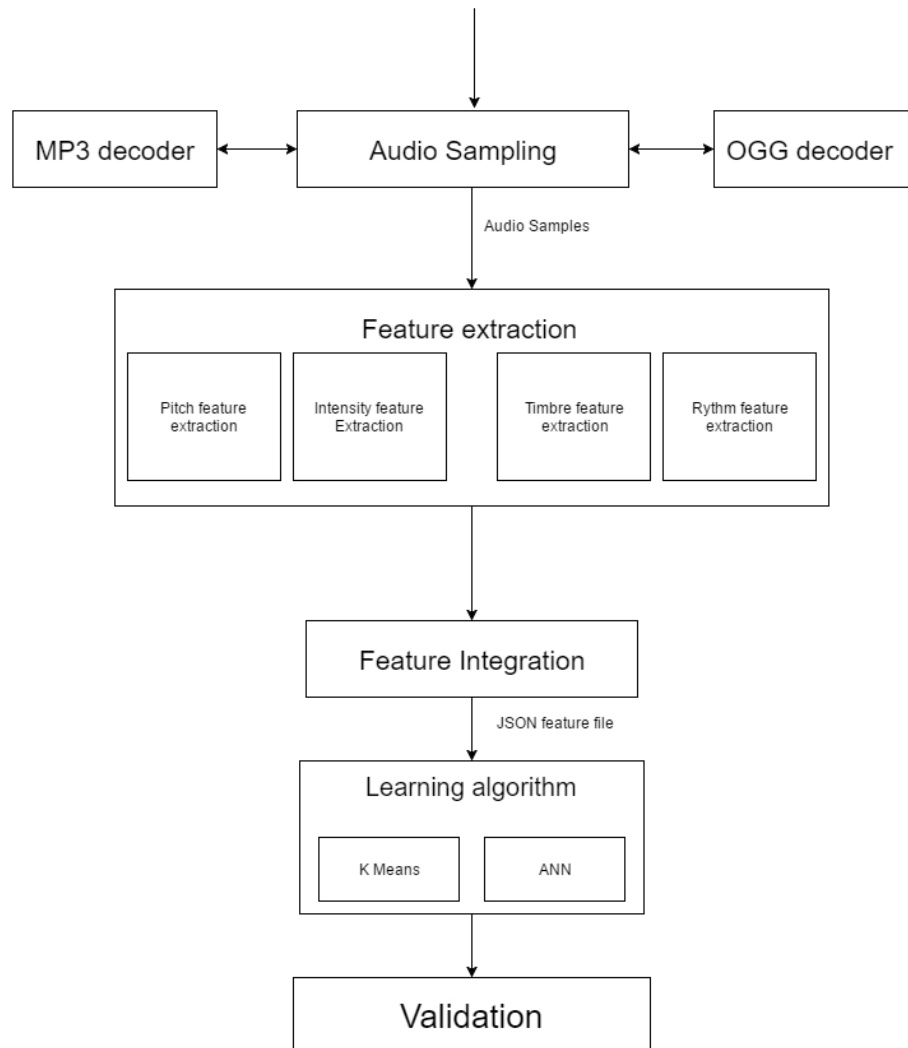 MP3 decoder
Audio Sampling
OGG decoder
Audio Samples
Feature extraction
Pitch feature
extraction
Intensity feature
Extraction
Timbre feature
extraction
Rythm feature
extraction
Feature Integration
JSON feature file
Learning algorithm
K Means
ANN
Validation